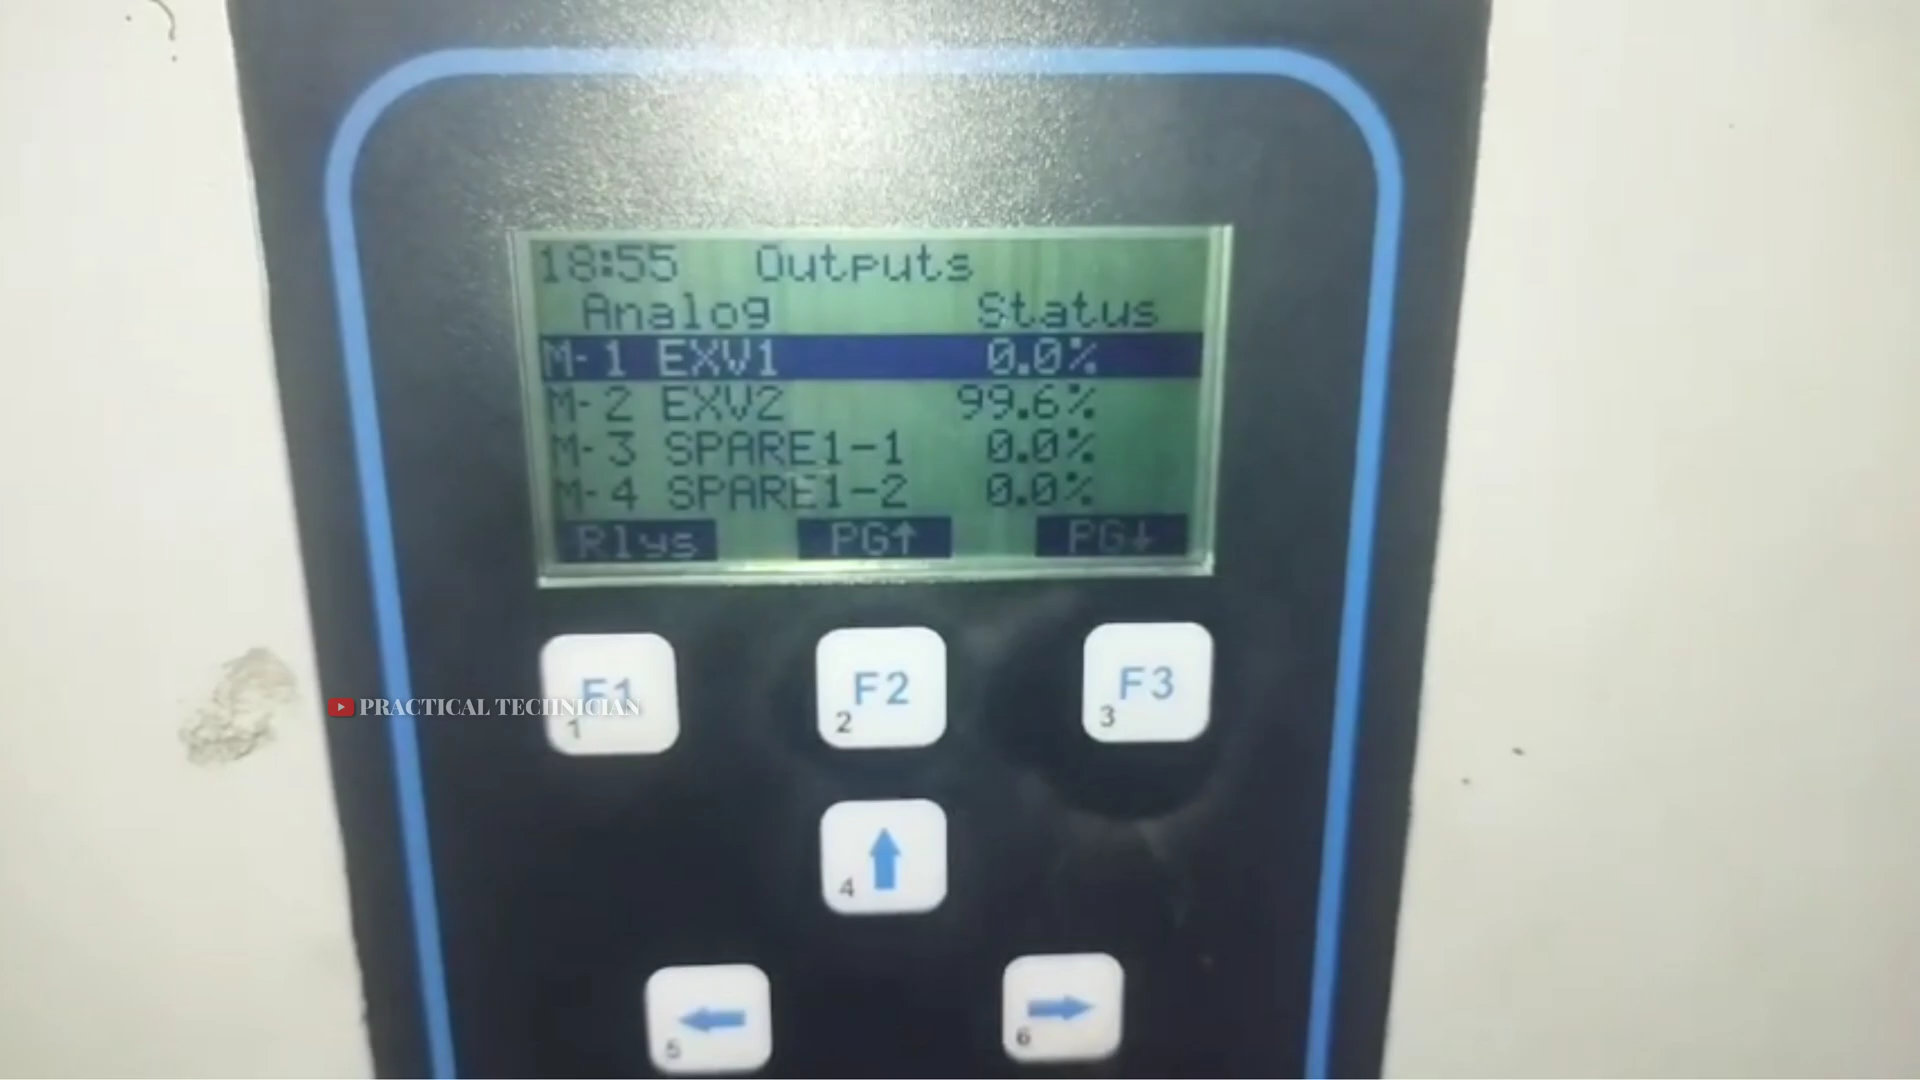 18:55 Outputs
Analog Status
M-1 EXV1 0.0%
M-2 EXV2 99.6%
M-3 SPARE1-1 0.0%
M-4 SPARE1-2 0.0%
Rlys PG↑ PG↓
F1 F2 F3
1 2 3
PRACTICAL TECHNICIAN
4
5 6